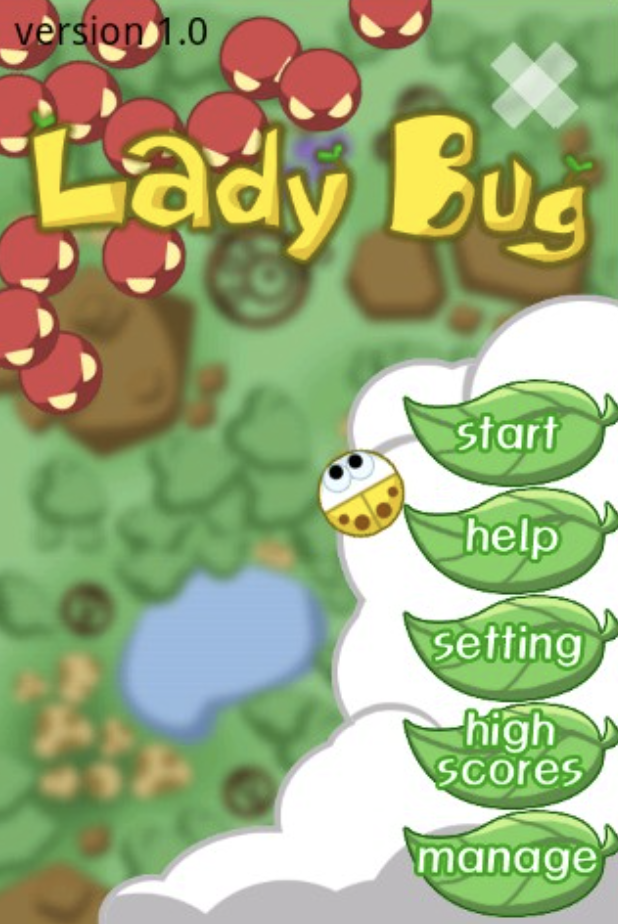 version 1.0
Lady Bug
start
help
setting
high
scores
manage